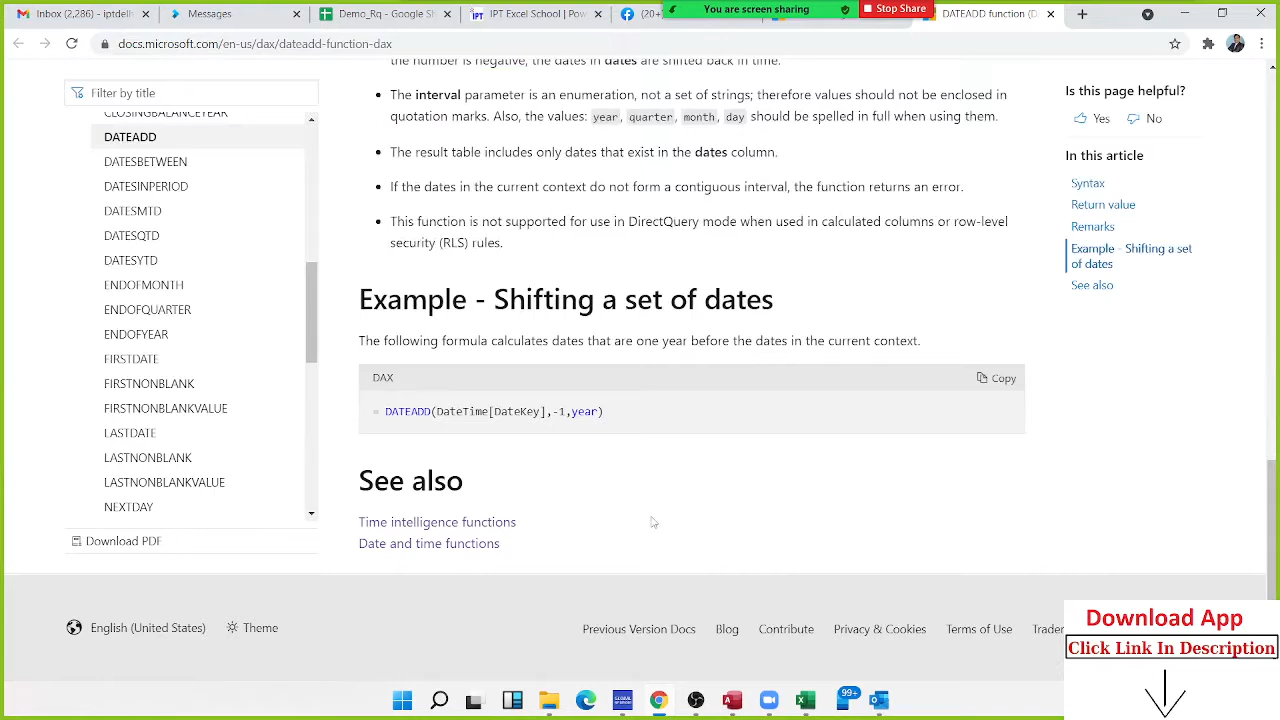 Inbox (2,286) - iptdelh
Messages
Demo_Rq - Google Sh
IPT Excel School | Pow
(20+)
You are screen sharing
Stop Share
DATEADD function (D
docs.microsoft.com/en-us/dax/dateadd-function-dax
Filter by title
CLOSINGBALANCEYEAR
DATEADD
DATESBETWEEN
DATESINPERIOD
DATESMTD
DATESQTD
DATESYTD
ENDOFMONTH
ENDOFQUARTER
ENDOFYEAR
FIRSTDATE
FIRSTNONBLANK
FIRSTNONBLANKVALUE
LASTDATE
LASTNONBLANK
LASTNONBLANKVALUE
NEXTDAY
Download PDF
the number is negative, the dates in dates are shifted back in time.
• The interval parameter is an enumeration, not a set of strings; therefore values should not be enclosed in
quotation marks. Also, the values: year, quarter, month, day should be spelled in full when using them.
• The result table includes only dates that exist in the dates column.
• If the dates in the current context do not form a contiguous interval, the function returns an error.
• This function is not supported for use in DirectQuery mode when used in calculated columns or row-level
security (RLS) rules.
Example - Shifting a set of dates
The following formula calculates dates that are one year before the dates in the current context.
DAX
Copy
= DATEADD(DateTime[DateKey],-1,year)
See also
Time intelligence functions
Date and time functions
Is this page helpful?
Yes No
In this article
Syntax
Return value
Remarks
Example - Shifting a set
of dates
See also
English (United States)
Theme
Previous Version Docs
Blog
Contribute
Privacy & Cookies
Terms of Use
Trader
Download App
Click Link In Description
99+